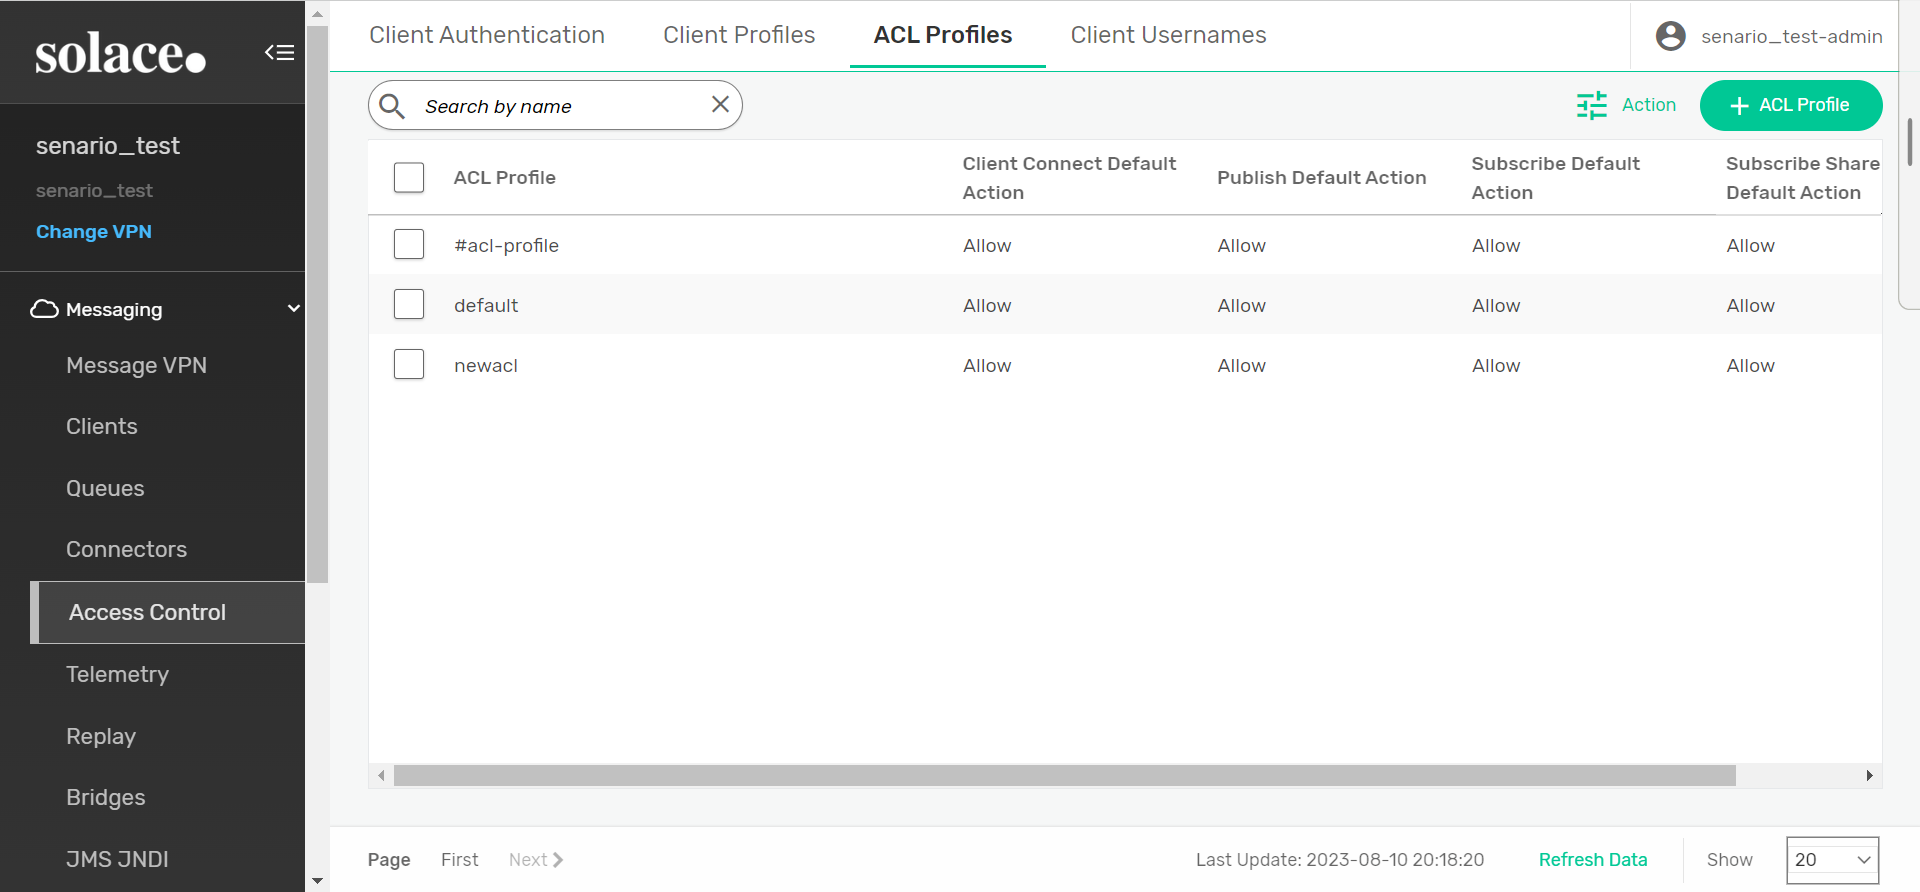 solace.
senario_test
senario_test
Change VPN
Messaging
Message VPN
Clients
Queues
Connectors
Access Control
Telemetry
Replay
Bridges
JMS JNDI
Client Authentication
Client Profiles
ACL Profiles
Client Usernames
senario_test-admin
Search by name
Action
ACL Profile
ACL Profile
Client Connect Default
Action
Publish Default Action
Subscribe Default
Action
Subscribe Share
Default Action
#acl-profile Allow Allow Allow Allow
default Allow Allow Allow Allow
newacl Allow Allow Allow Allow
Page First Next
Last Update: 2023-08-10 20:18:20
Refresh Data
Show 20